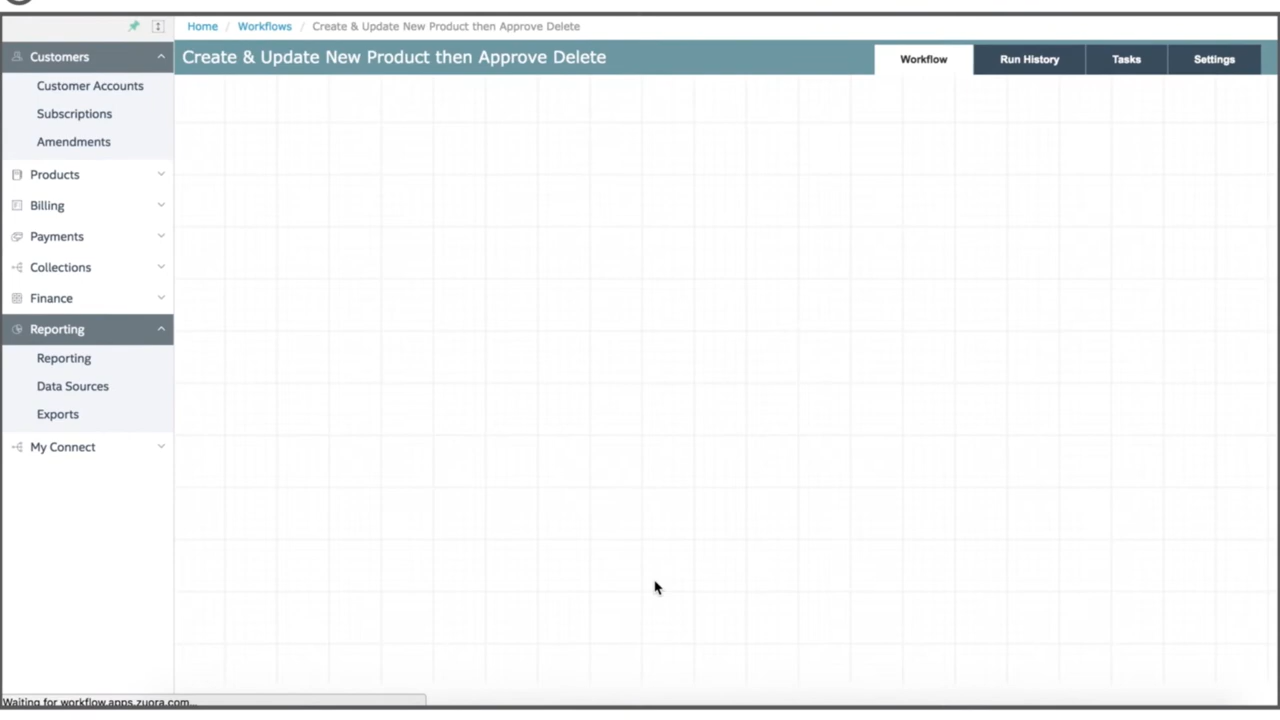 Home / Workflows / Create & Update New Product then Approve Delete
Create & Update New Product then Approve Delete
Workflow
Run History
Tasks
Settings
Customers
Customer Accounts
Subscriptions
Amendments
Products
Billing
Payments
Collections
Finance
Reporting
Reporting
Data Sources
Exports
My Connect
Waiting for workflow.apps.zuora.com...